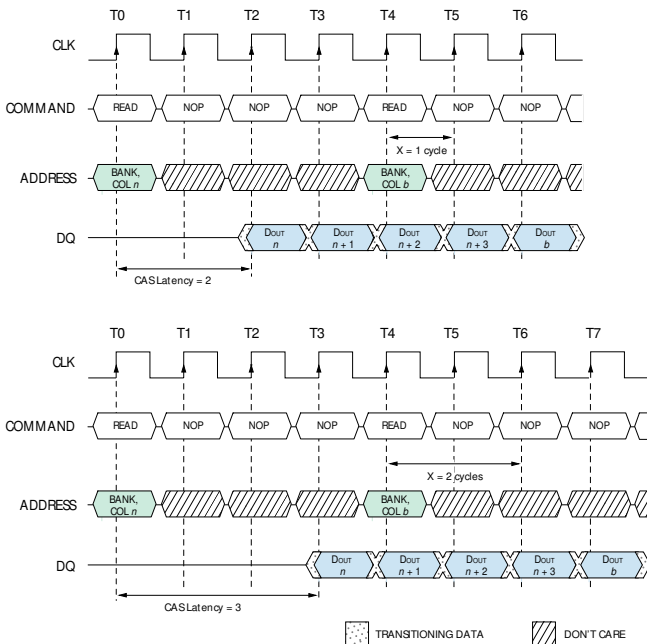 T0 T1 T2 T3 T4 T5 T6
CLK
COMMAND READ NOP NOP NOP READ NOP NOP
X = 1 cycle
ADDRESS BANK, COL n BANK, COL b
DQ DOUT n DOUT n + 1 DOUT n + 2 DOUT n + 3 DOUT b
CAS Latency = 2
T0 T1 T2 T3 T4 T5 T6 T7
CLK
COMMAND READ NOP NOP NOP READ NOP NOP NOP
X = 2 cycles
ADDRESS BANK, COL n BANK, COL b
DQ DOUT n DOUT n + 1 DOUT n + 2 DOUT n + 3 DOUT b
CAS Latency = 3
TRANSITIONING DATA DON'T CARE